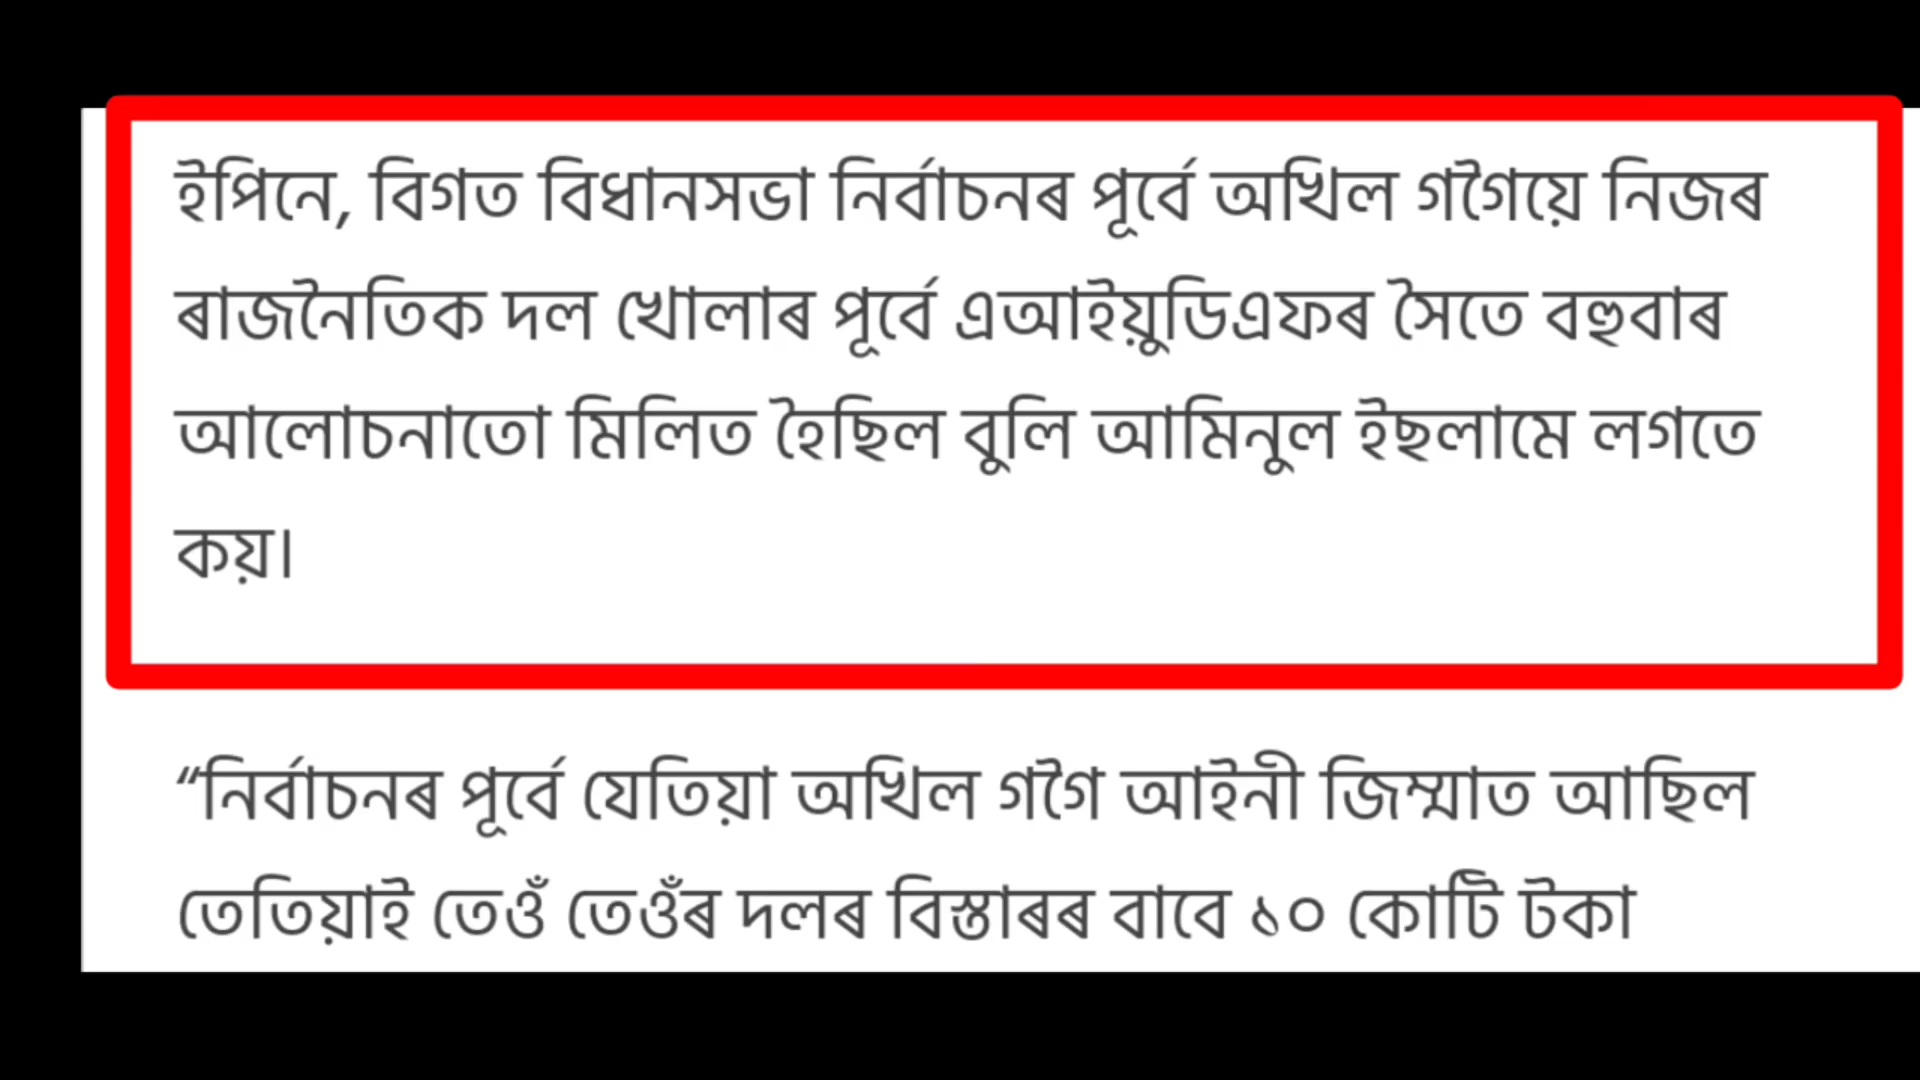 ইপিনে, বিগত বিধানসভা নিৰ্বাচনৰ পূৰ্বে অখিল গগৈয়ে নিজৰ
ৰাজনৈতিক দল খোলাৰ পূৰ্বে এআইয়ুডিএফৰ সৈতে বহুবাৰ
আলোচনাতো মিলিত হৈছিল বুলি আমিনুল ইছলামে লগতে
কয়।
“নিৰ্বাচনৰ পূৰ্বে যেতিয়া অখিল গগৈ আইনী জিম্মাত আছিল
তেতিয়াই তেওঁ তেওঁৰ দলৰ বিস্তাৰৰ বাবে ১০ কোটি টকা